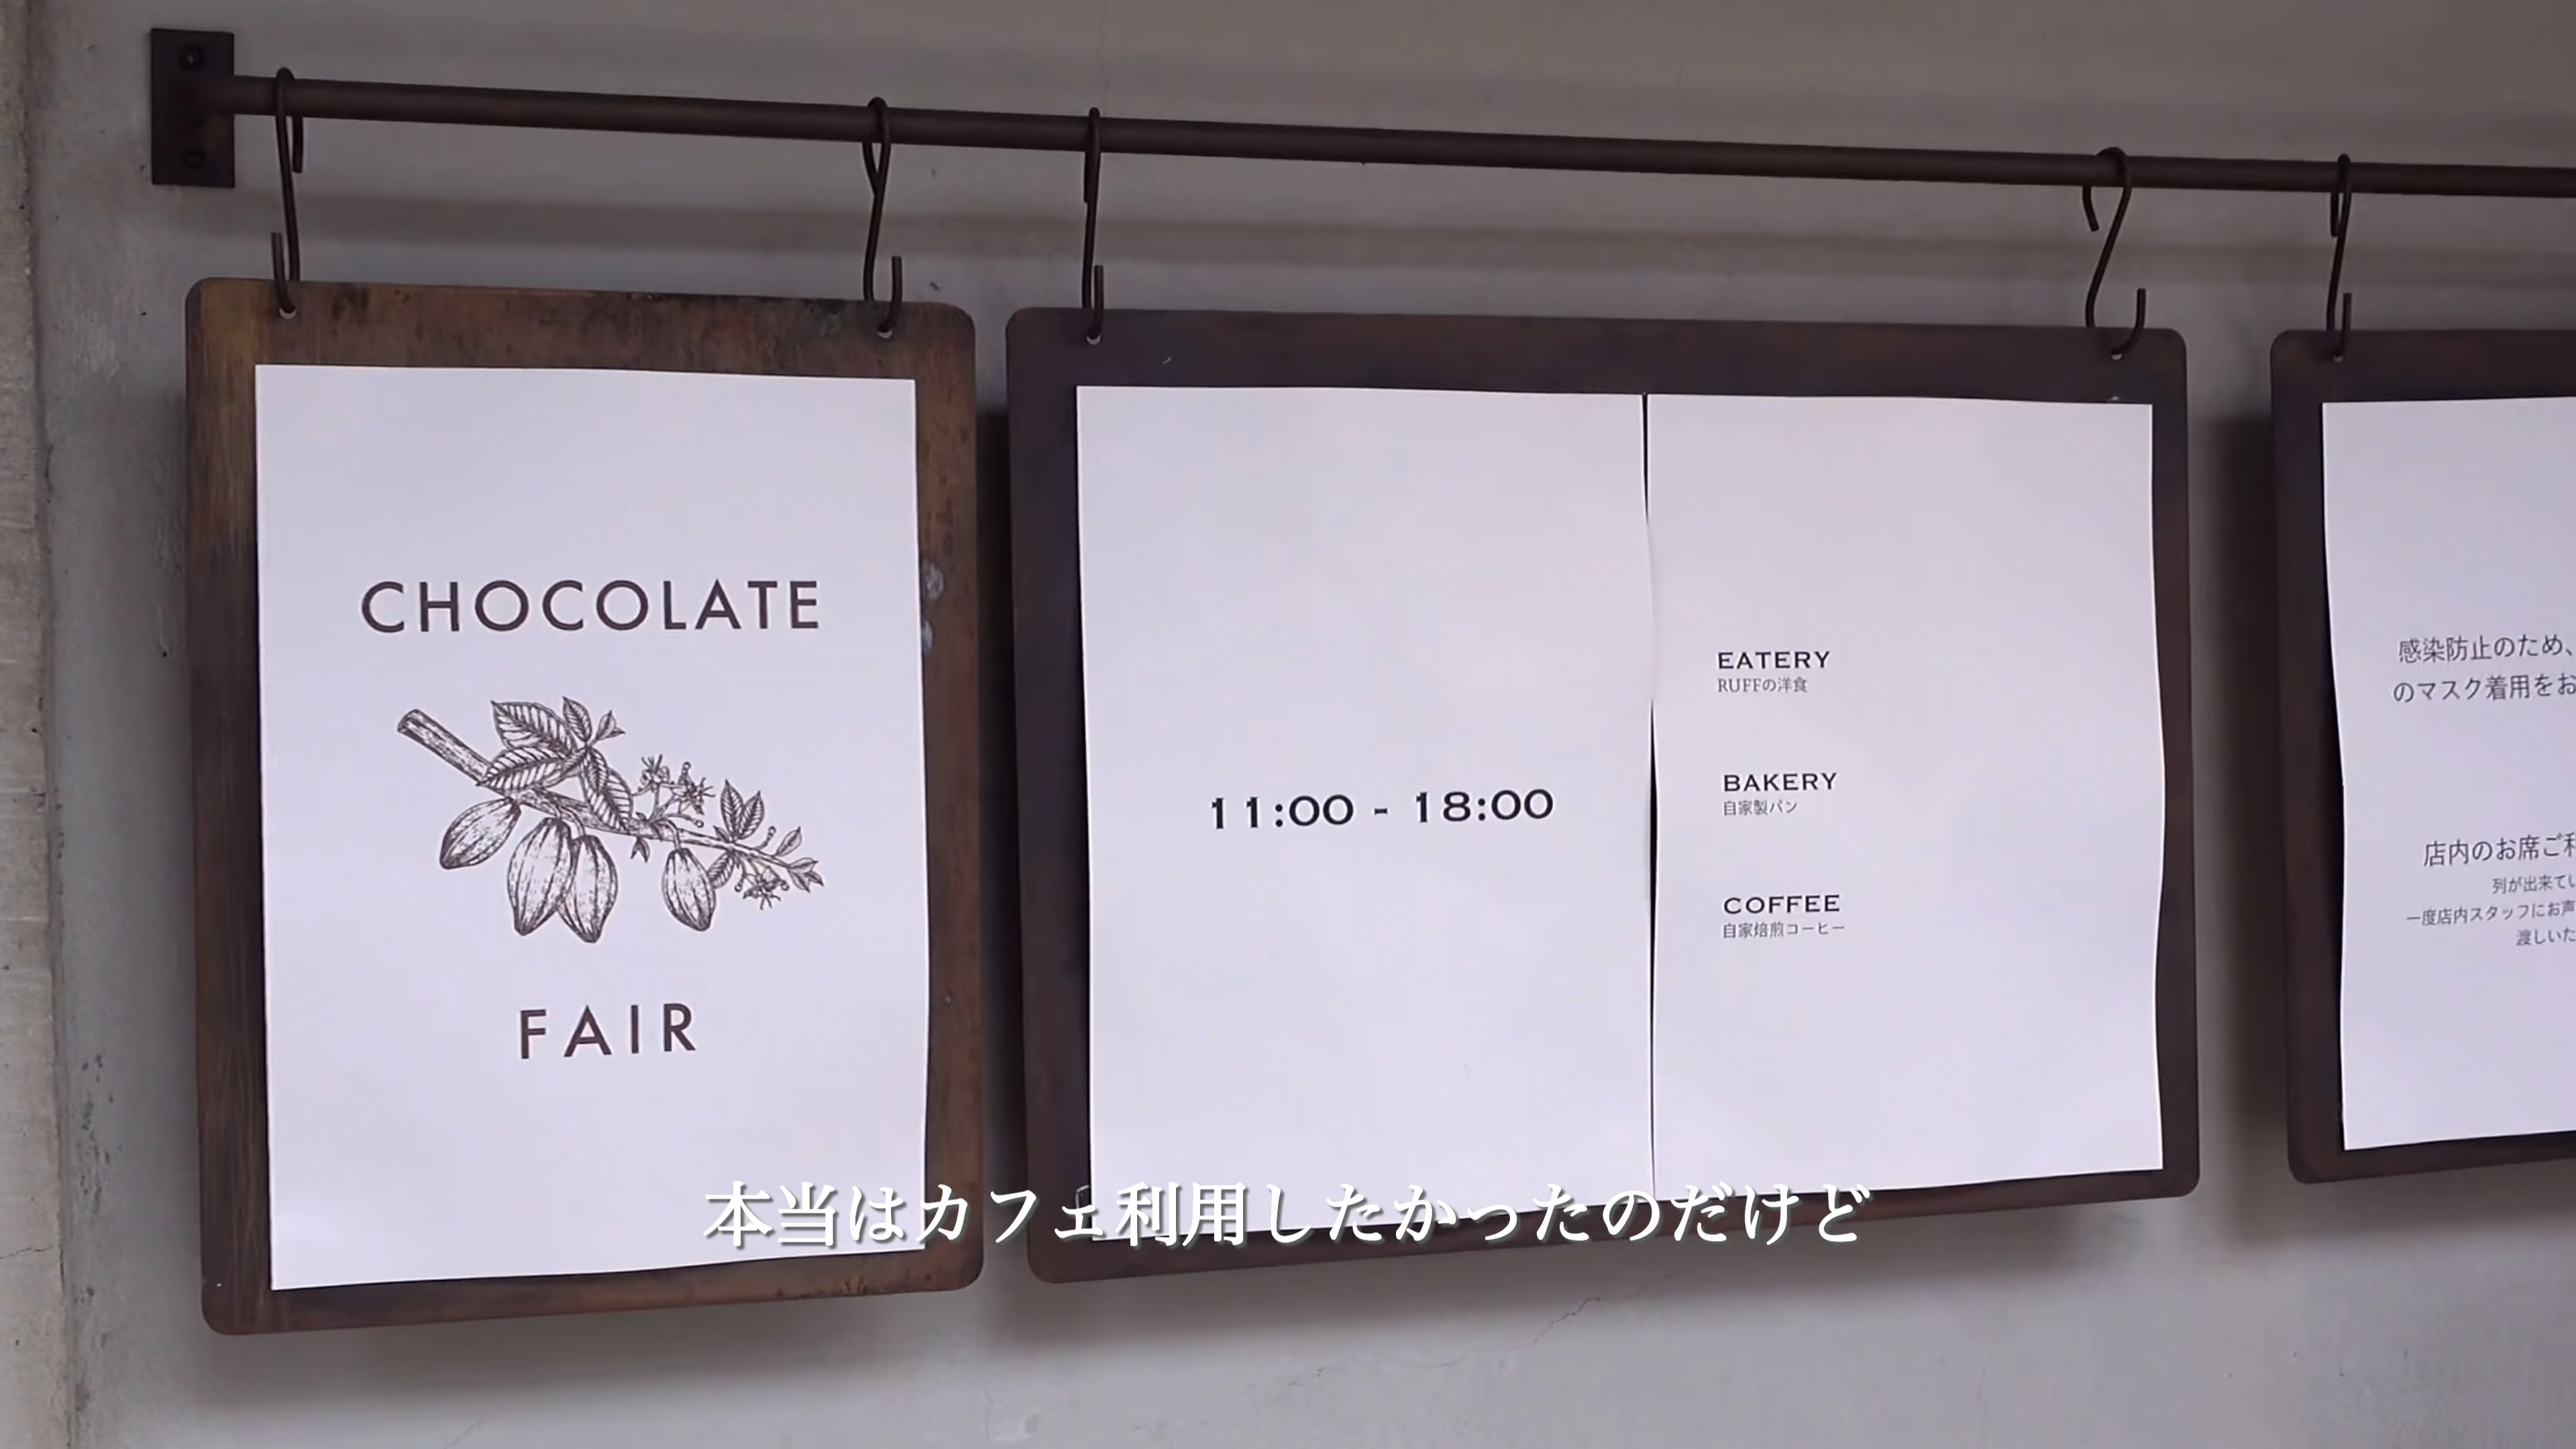 CHOCOLATE
FAIR
11:00 - 18:00
EATERY
RUFFの洋食
BAKERY
自家製パン
COFFEE
自家焙煎コーヒー
感染防止のため、
のマスク着用をお
店内のお席ご利
列が出来てい
一度店内スタッフにお声
渡しいた
本当はカフェ利用したかったのだけど